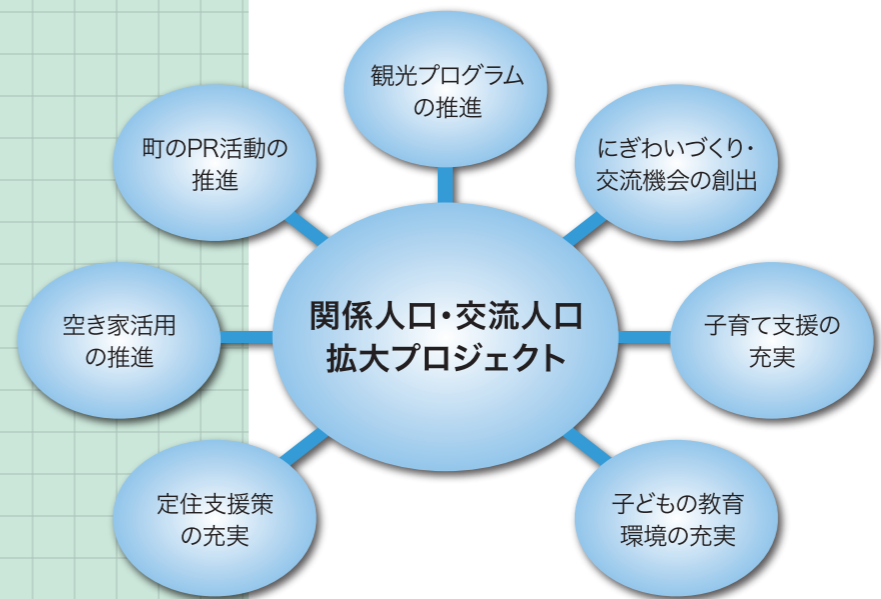 観光プログラム
の推進
町のPR活動の
推進
にぎわいづくり・
交流機会の創出
関係人口・交流人口
拡大プロジェクト
空き家活用
の推進
子育て支援の
充実
定住支援策
の充実
子どもの教育
環境の充実